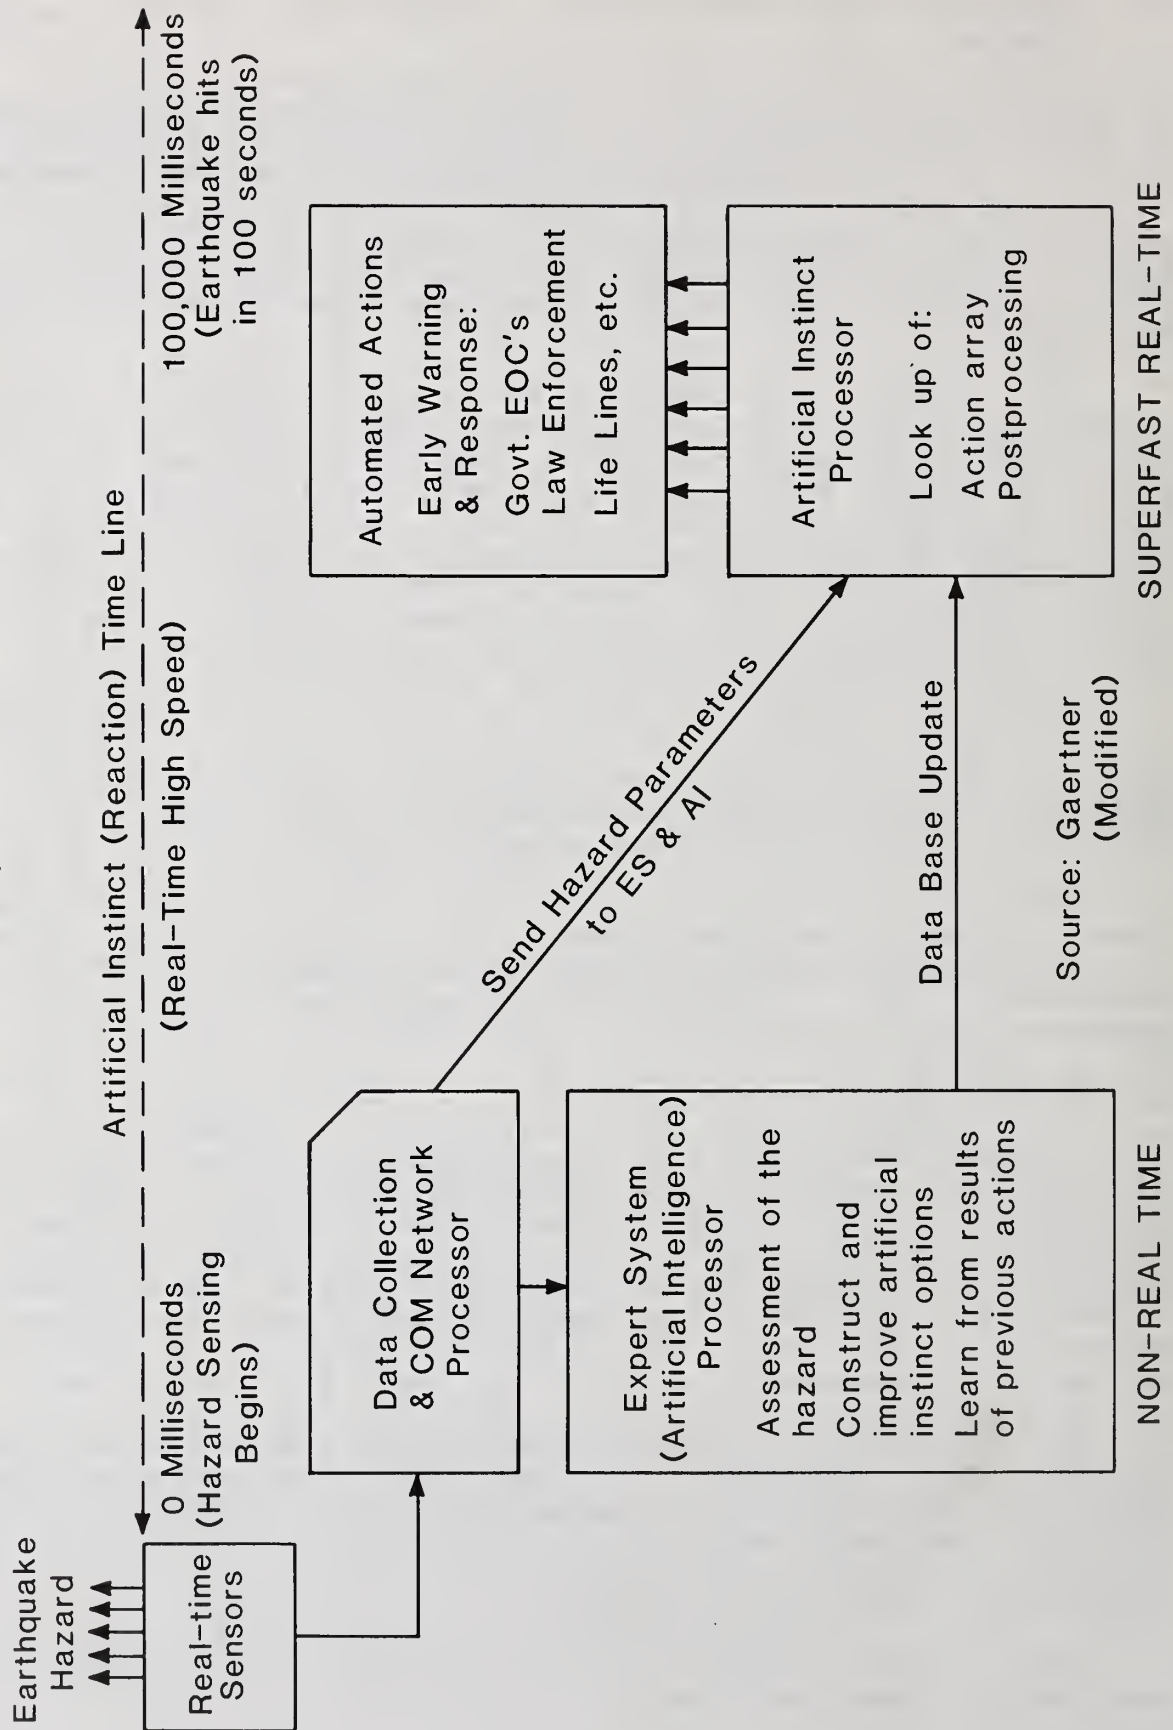 Artificial Instinct (Reaction) Time Line
(Real-Time High Speed)
0 Milliseconds
(Hazard Sensing
Begins)
100,000 Milliseconds
(Earthquake hits
in 100 seconds)
Earthquake
Hazard
Real-time
Sensors
Data Collection
& COM Network
Processor
Expert System
(Artificial Intelligence)
Processor
Assessment of the
hazard
Construct and
improve artificial
instinct options
Learn from results
of previous actions
NON-REAL TIME
Send Hazard Parameters
to ES & AI
Data Base Update
Automated Actions
Early Warning
& Response:
Govt. EOC's
Law Enforcement
Life Lines, etc.
Artificial Instinct
Processor
Look up of:
Action array
Postprocessing
SUPERFAST REAL-TIME
Source: Gaertner
(Modified)